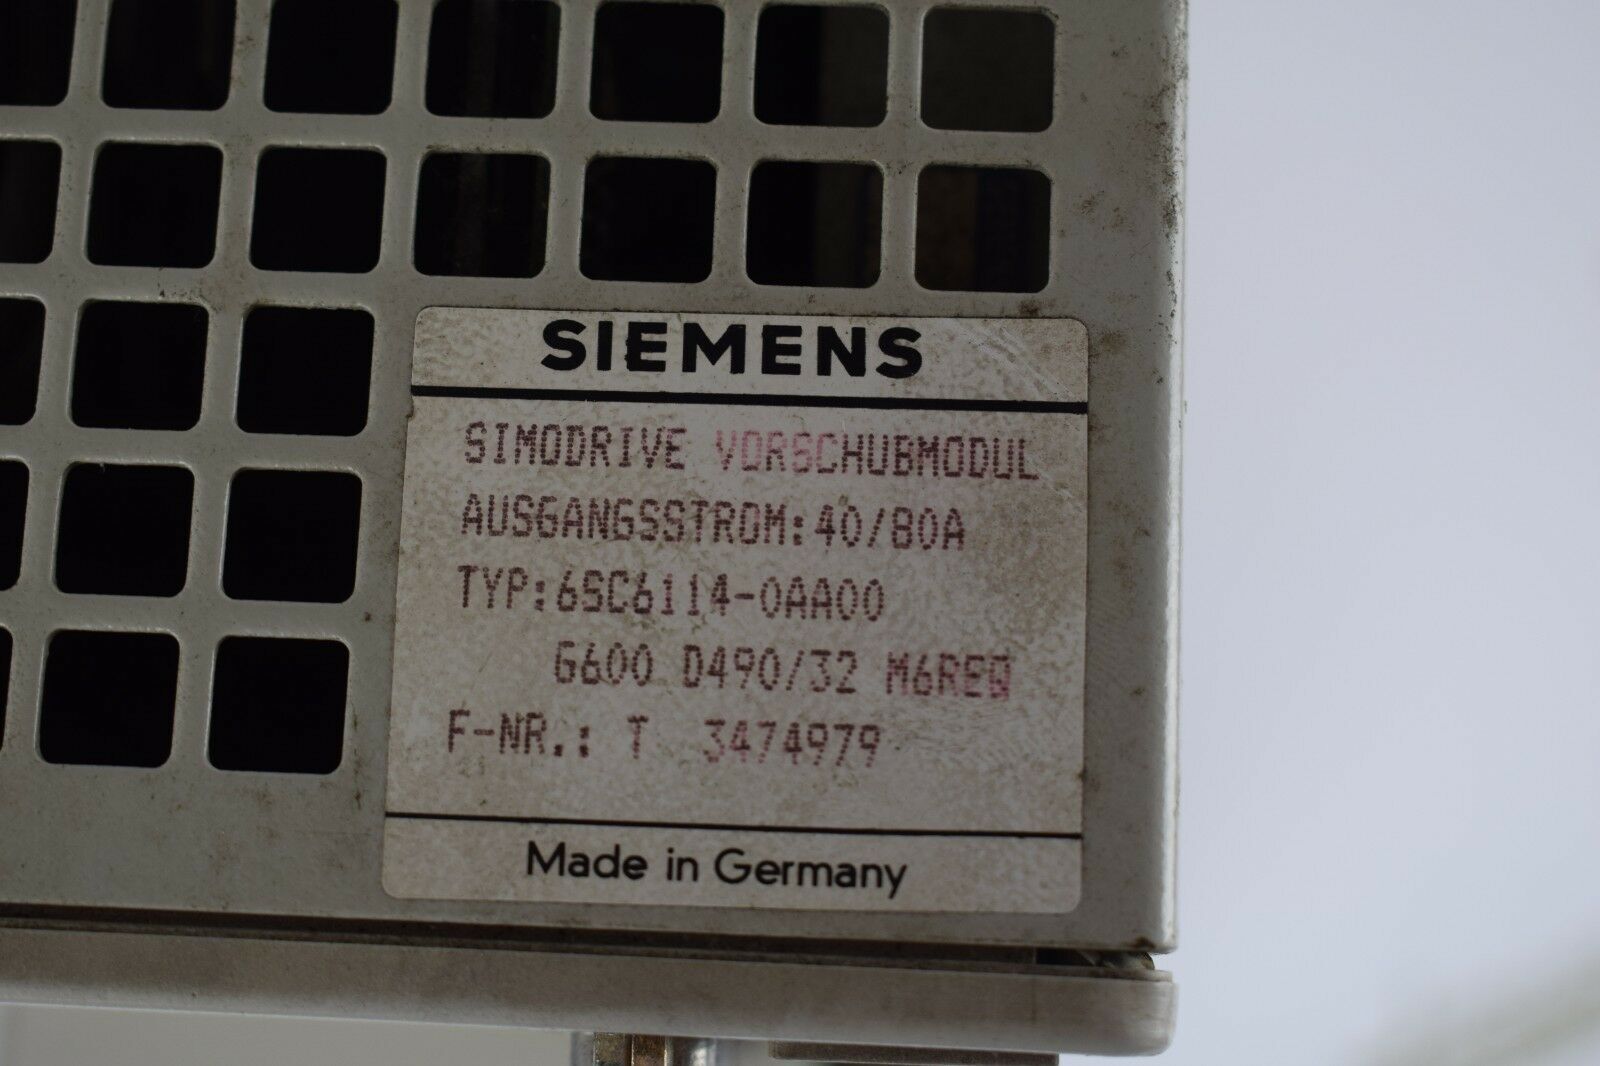 SIEMENS
SIMODRIVE VORSCHUBMODUL
AUSGANGSSTROM:40/80A
TYP:6SC6114-0AA00
G600 D490/32 M6REQ
F-NR.: T 3474979
Made in Germany